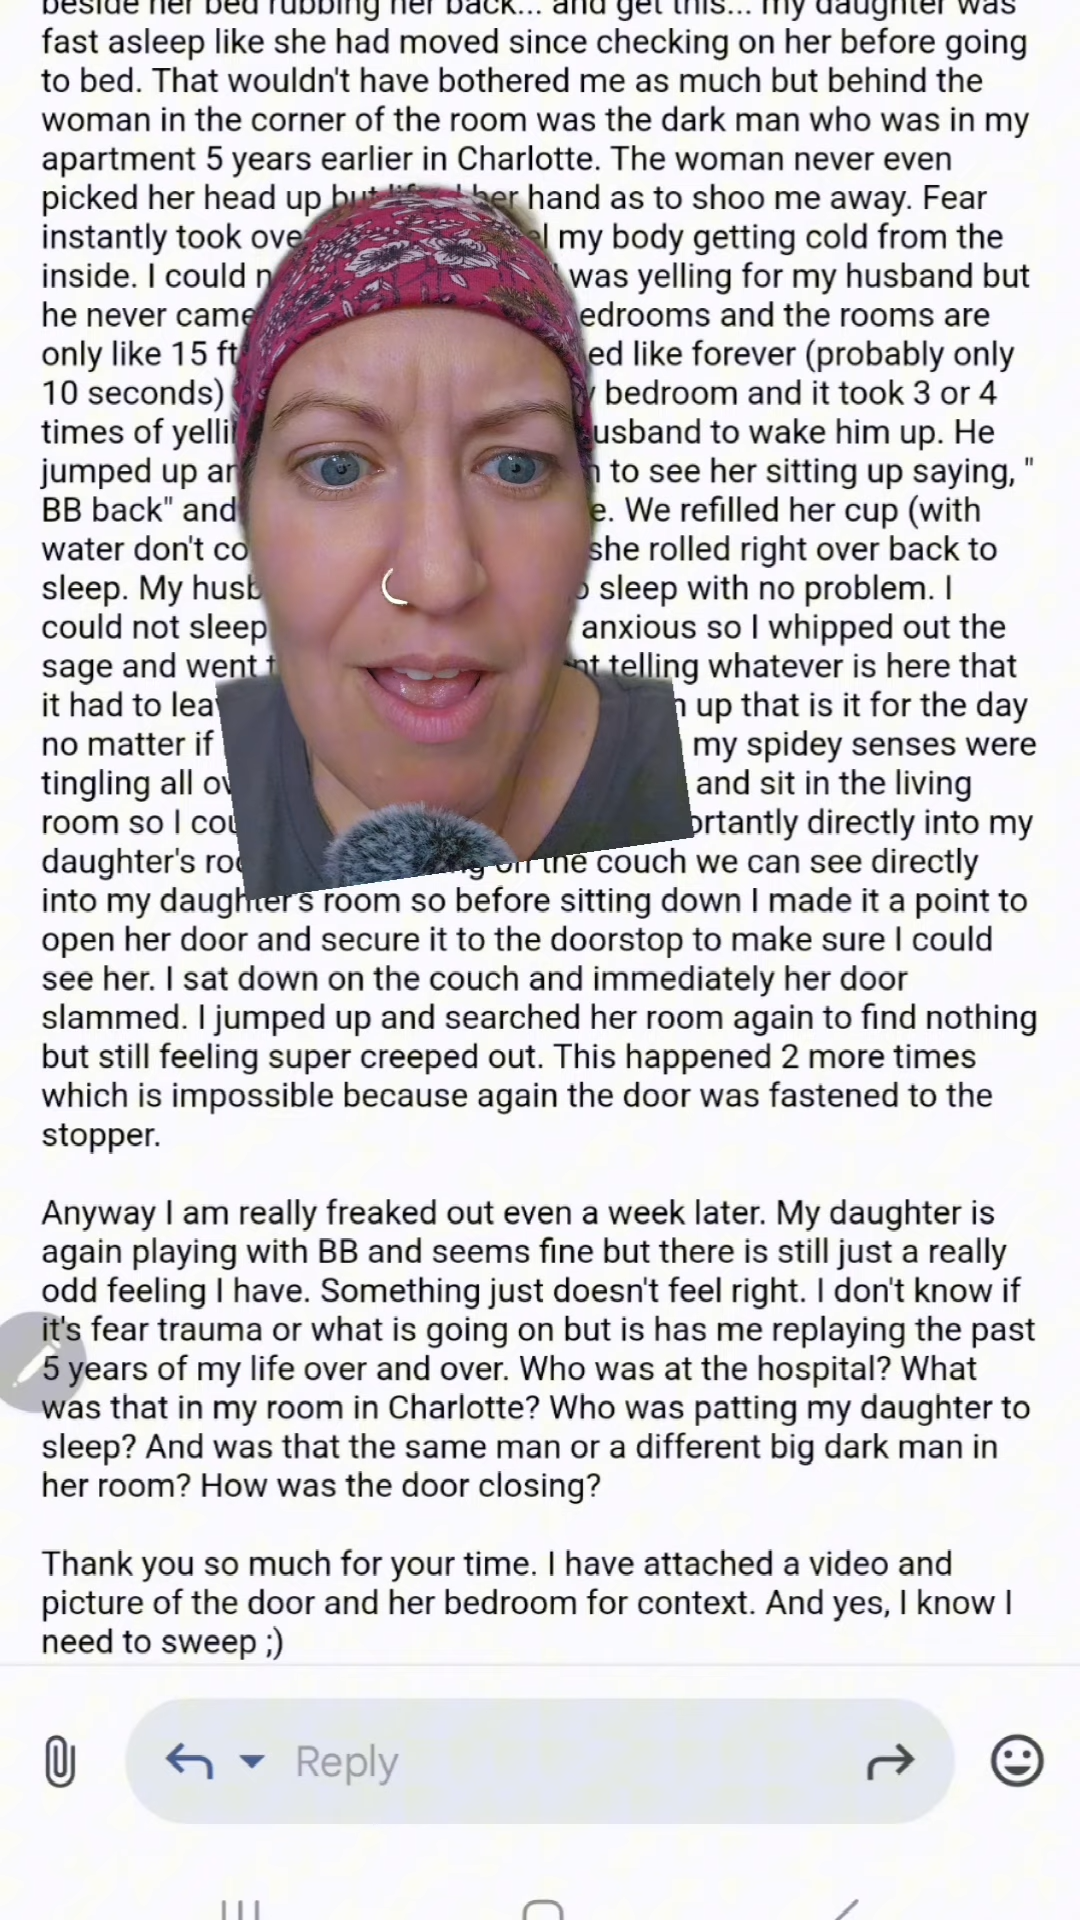 beside her bed rubbing her back... and get this... my daughter was
fast asleep like she had moved since checking on her before going
to bed. That wouldn't have bothered me as much but behind the
woman in the corner of the room was the dark man who was in my
apartment 5 years earlier in Charlotte. The woman never even
picked her head up but her hand as to shoo me away. Fear
instantly took my body getting cold from the
inside. I could was yelling for my husband but
he never came and the rooms are
only like 15 like forever (probably only
10 seconds) bedroom and it took 3 or 4
times of to wake him up. He
jumped up to see her sitting up saying, "
BB back" and We refilled her cup (with
water don't she rolled right over back to
sleep. My sleep with no problem. I
could not sleep anxious so I whipped out the
sage and went telling whatever is here that
it had to up that is it for the day
no matter if my spidey senses were
tingling all and sit in the living
room so I directly into my
daughter's the couch we can see directly
into my daughter's room so before sitting down I made it a point to
open her door and secure it to the doorstop to make sure I could
see her. I sat down on the couch and immediately her door
slammed. I jumped up and searched her room again to find nothing
but still feeling super creeped out. This happened 2 more times
which is impossible because again the door was fastened to the
stopper.
Anyway I am really freaked out even a week later. My daughter is
again playing with BB and seems fine but there is still just a really
odd feeling I have. Something just doesn't feel right. I don't know if
it's fear trauma or what is going on but is has me replaying the past
5 years of my life over and over. Who was at the hospital? What
was that in my room in Charlotte? Who was patting my daughter to
sleep? And was that the same man or a different big dark man in
her room? How was the door closing?
Thank you so much for your time. I have attached a video and
picture of the door and her bedroom for context. And yes, I know I
need to sweep ;)
Reply